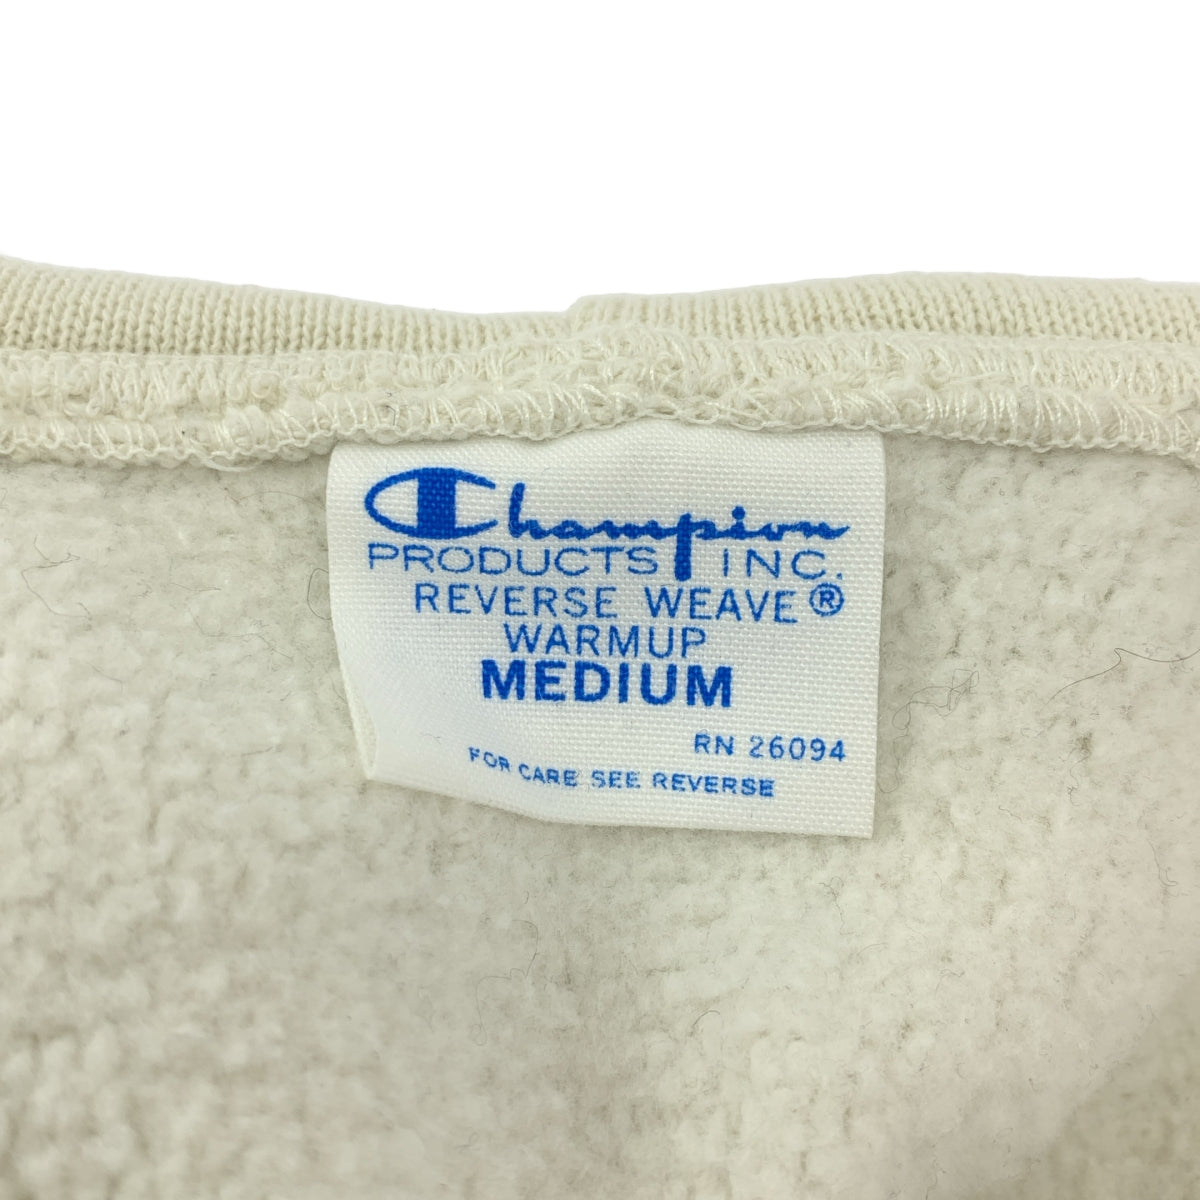 Champion
PRODUCTS INC.
REVERSE WEAVE®
WARMUP
MEDIUM
RN 26094
FOR CARE SEE REVERSE